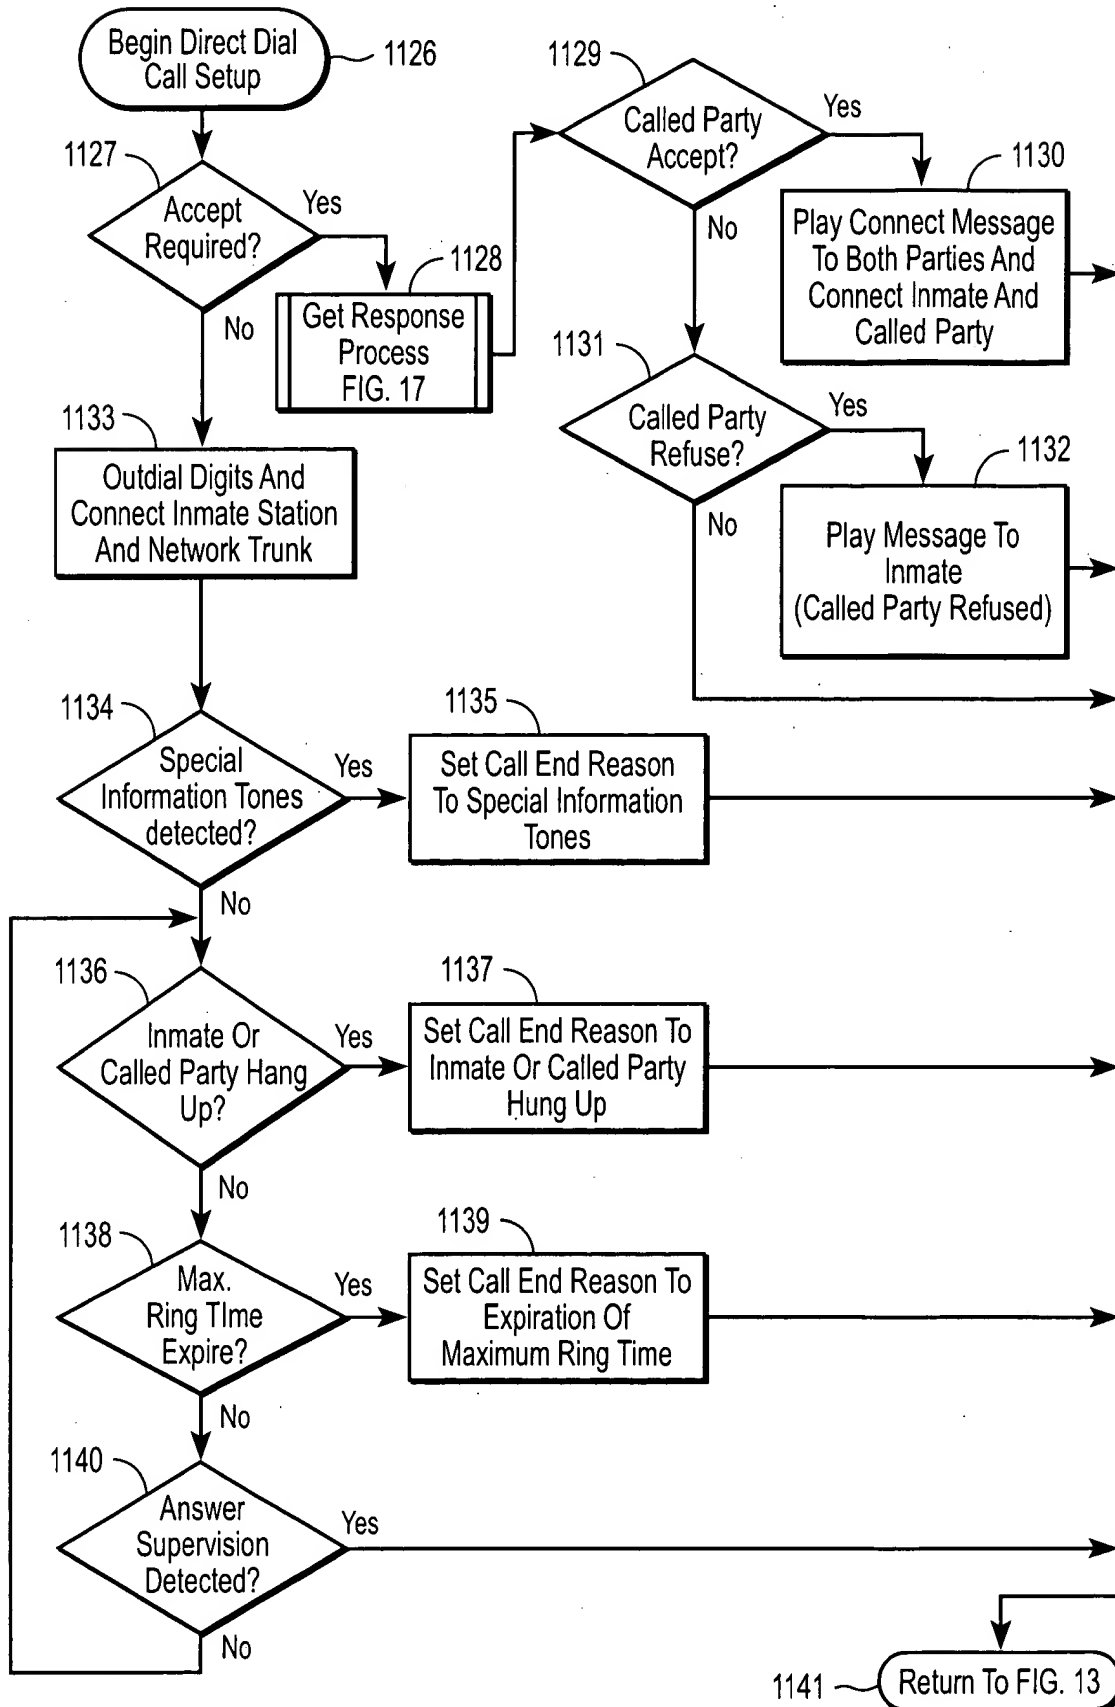 Begin Direct Dial
Call Setup
1126
1127
Accept
Required?
Yes
No
1128
Get Response
Process
FIG. 17
1129
Called Party
Accept?
Yes
No
1130
Play Connect Message
To Both Parties And
Connect Inmate And
Called Party
1131
Called Party
Refuse?
Yes
No
1132
Play Message To
Inmate
(Called Party Refused)
1133
Outdial Digits And
Connect Inmate Station
And Network Trunk
1134
Special
Information Tones
detected?
Yes
No
1135
Set Call End Reason
To Special Information
Tones
1136
Inmate Or
Called Party Hang
Up?
Yes
No
1137
Set Call End Reason To
Inmate Or Called Party
Hung Up
1138
Max.
Ring TIme
Expire?
Yes
No
1139
Set Call End Reason To
Expiration Of
Maximum Ring Time
1140
Answer
Supervision
Detected?
Yes
No
1141
Return To FIG. 13